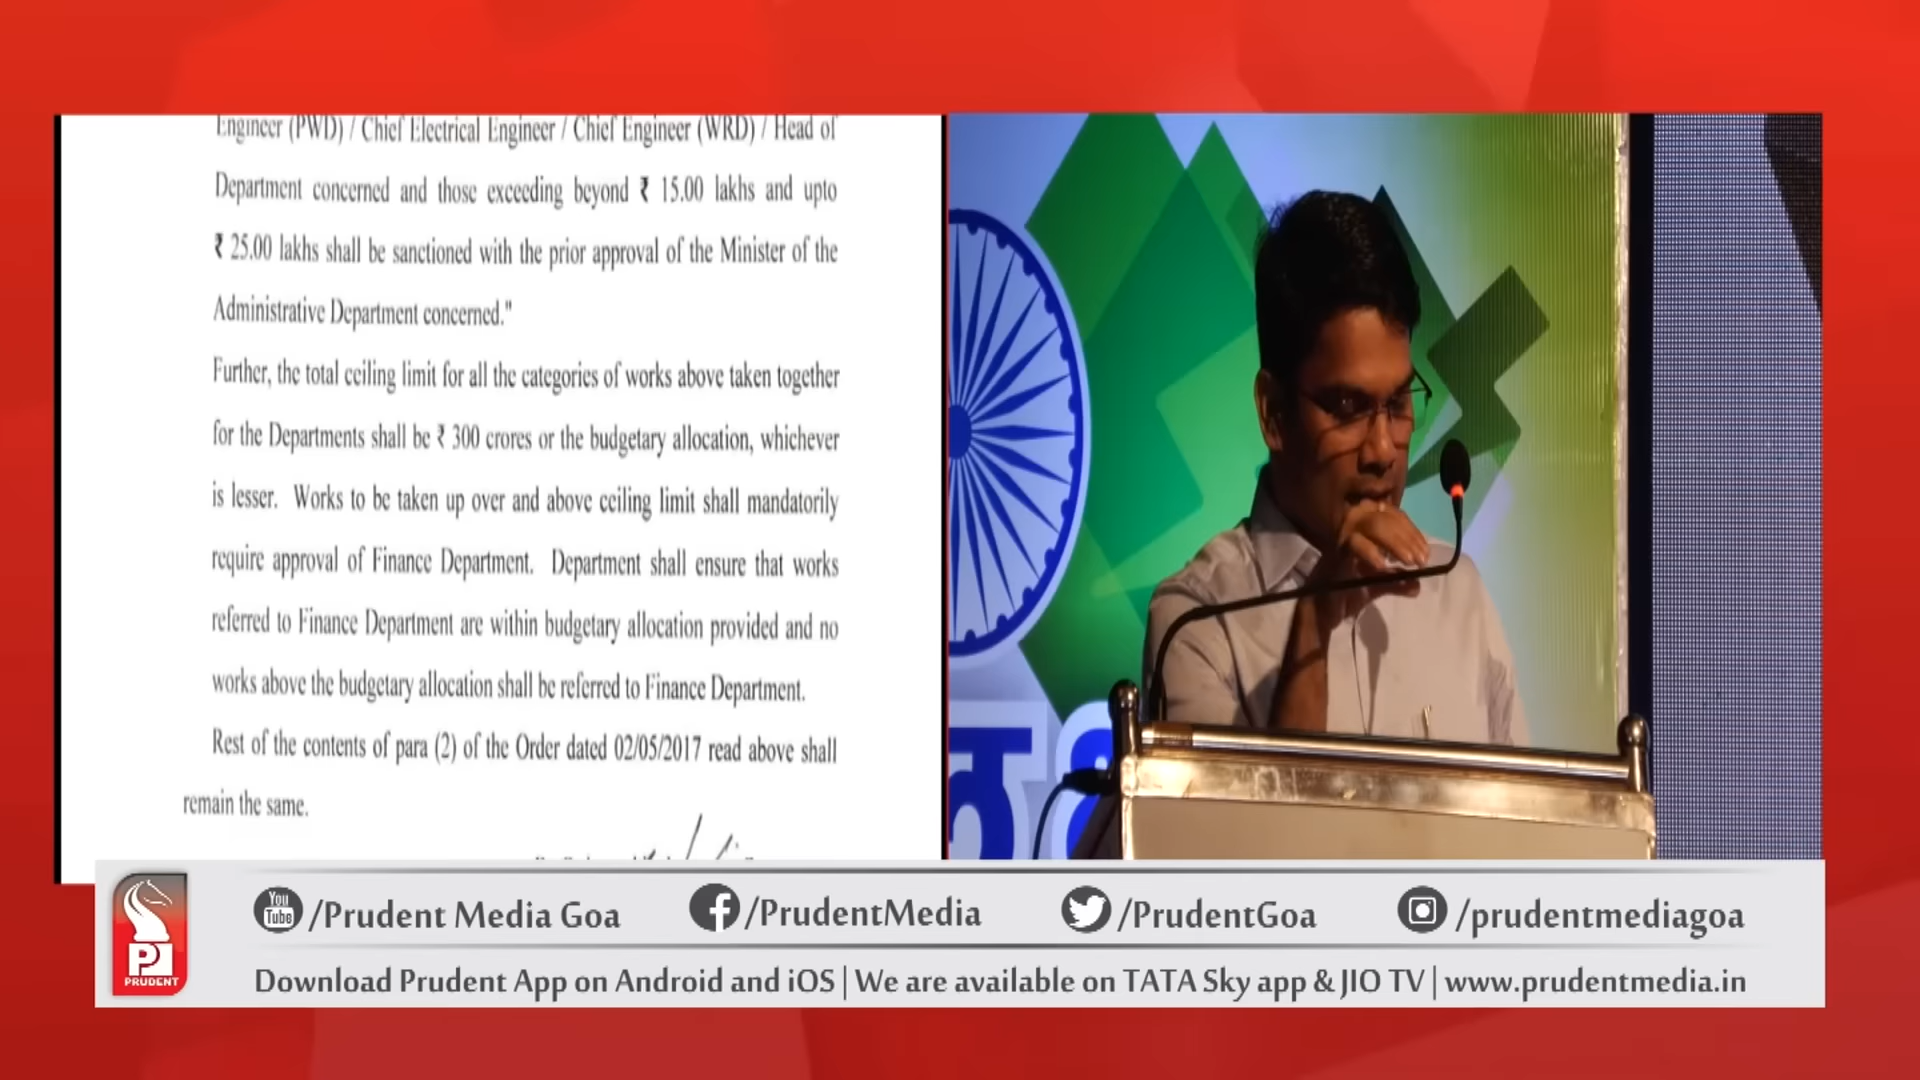 Engineer (PWD) / Chief Electrical Engineer / Chief Engineer (WRD) / Head of
Department concerned and those exceeding beyond ₹ 15.00 lakhs and upto
₹ 25.00 lakhs shall be sanctioned with the prior approval of the Minister of the
Administrative Department concerned."
Further, the total ceiling limit for all the categories of works above taken together
for the Departments shall be ₹ 300 crores or the budgetary allocation, whichever
is lesser. Works to be taken up over and above ceiling limit shall mandatorily
require approval of Finance Department. Department shall ensure that works
referred to Finance Department are within budgetary allocation provided and no
works above the budgetary allocation shall be referred to Finance Department.
Rest of the contents of para (2) of the Order dated 02/05/2017 read above shall
remain the same.
PJ
PRUDENT
You Tube /Prudent Media Goa
/PrudentMedia
/PrudentGoa
/prudentmediagoa
Download Prudent App on Android and iOS | We are available on TATA Sky app & JIO TV | www.prudentmedia.in